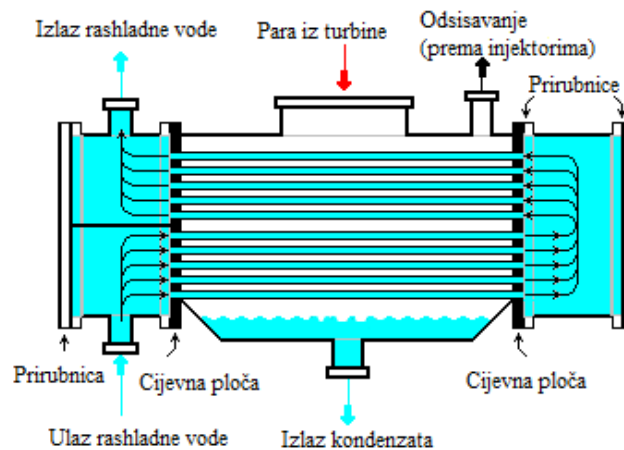 Izlaz rashladne vode
Para iz turbine
Odsisavanje
(prema injektorima)
Prirubnice
Prirubnica
Cijevna ploča
Cijevna ploča
Ulaz rashladne vode
Izlaz kondenzata